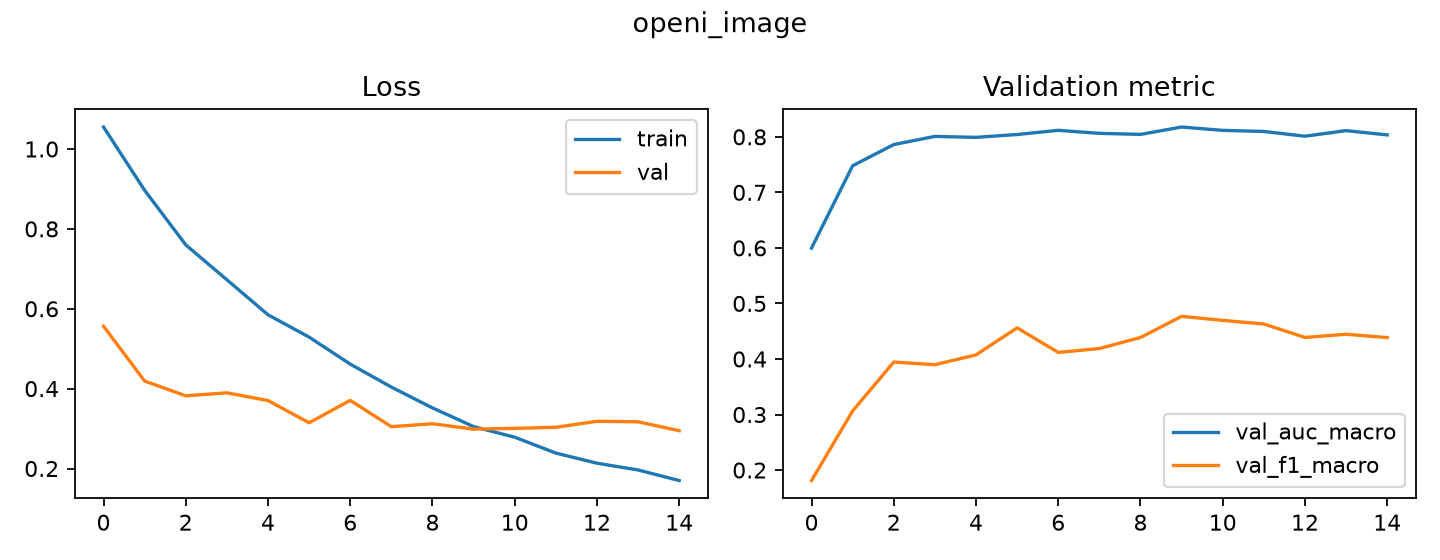 openi_image
Loss
1.0
0.8
0.6
0.4
0.2
0 2 4 6 8 10 12 14
train
val
Validation metric
0.8
0.7
0.6
0.5
0.4
0.3
0.2
0 2 4 6 8 10 12 14
val_auc_macro
val_f1_macro